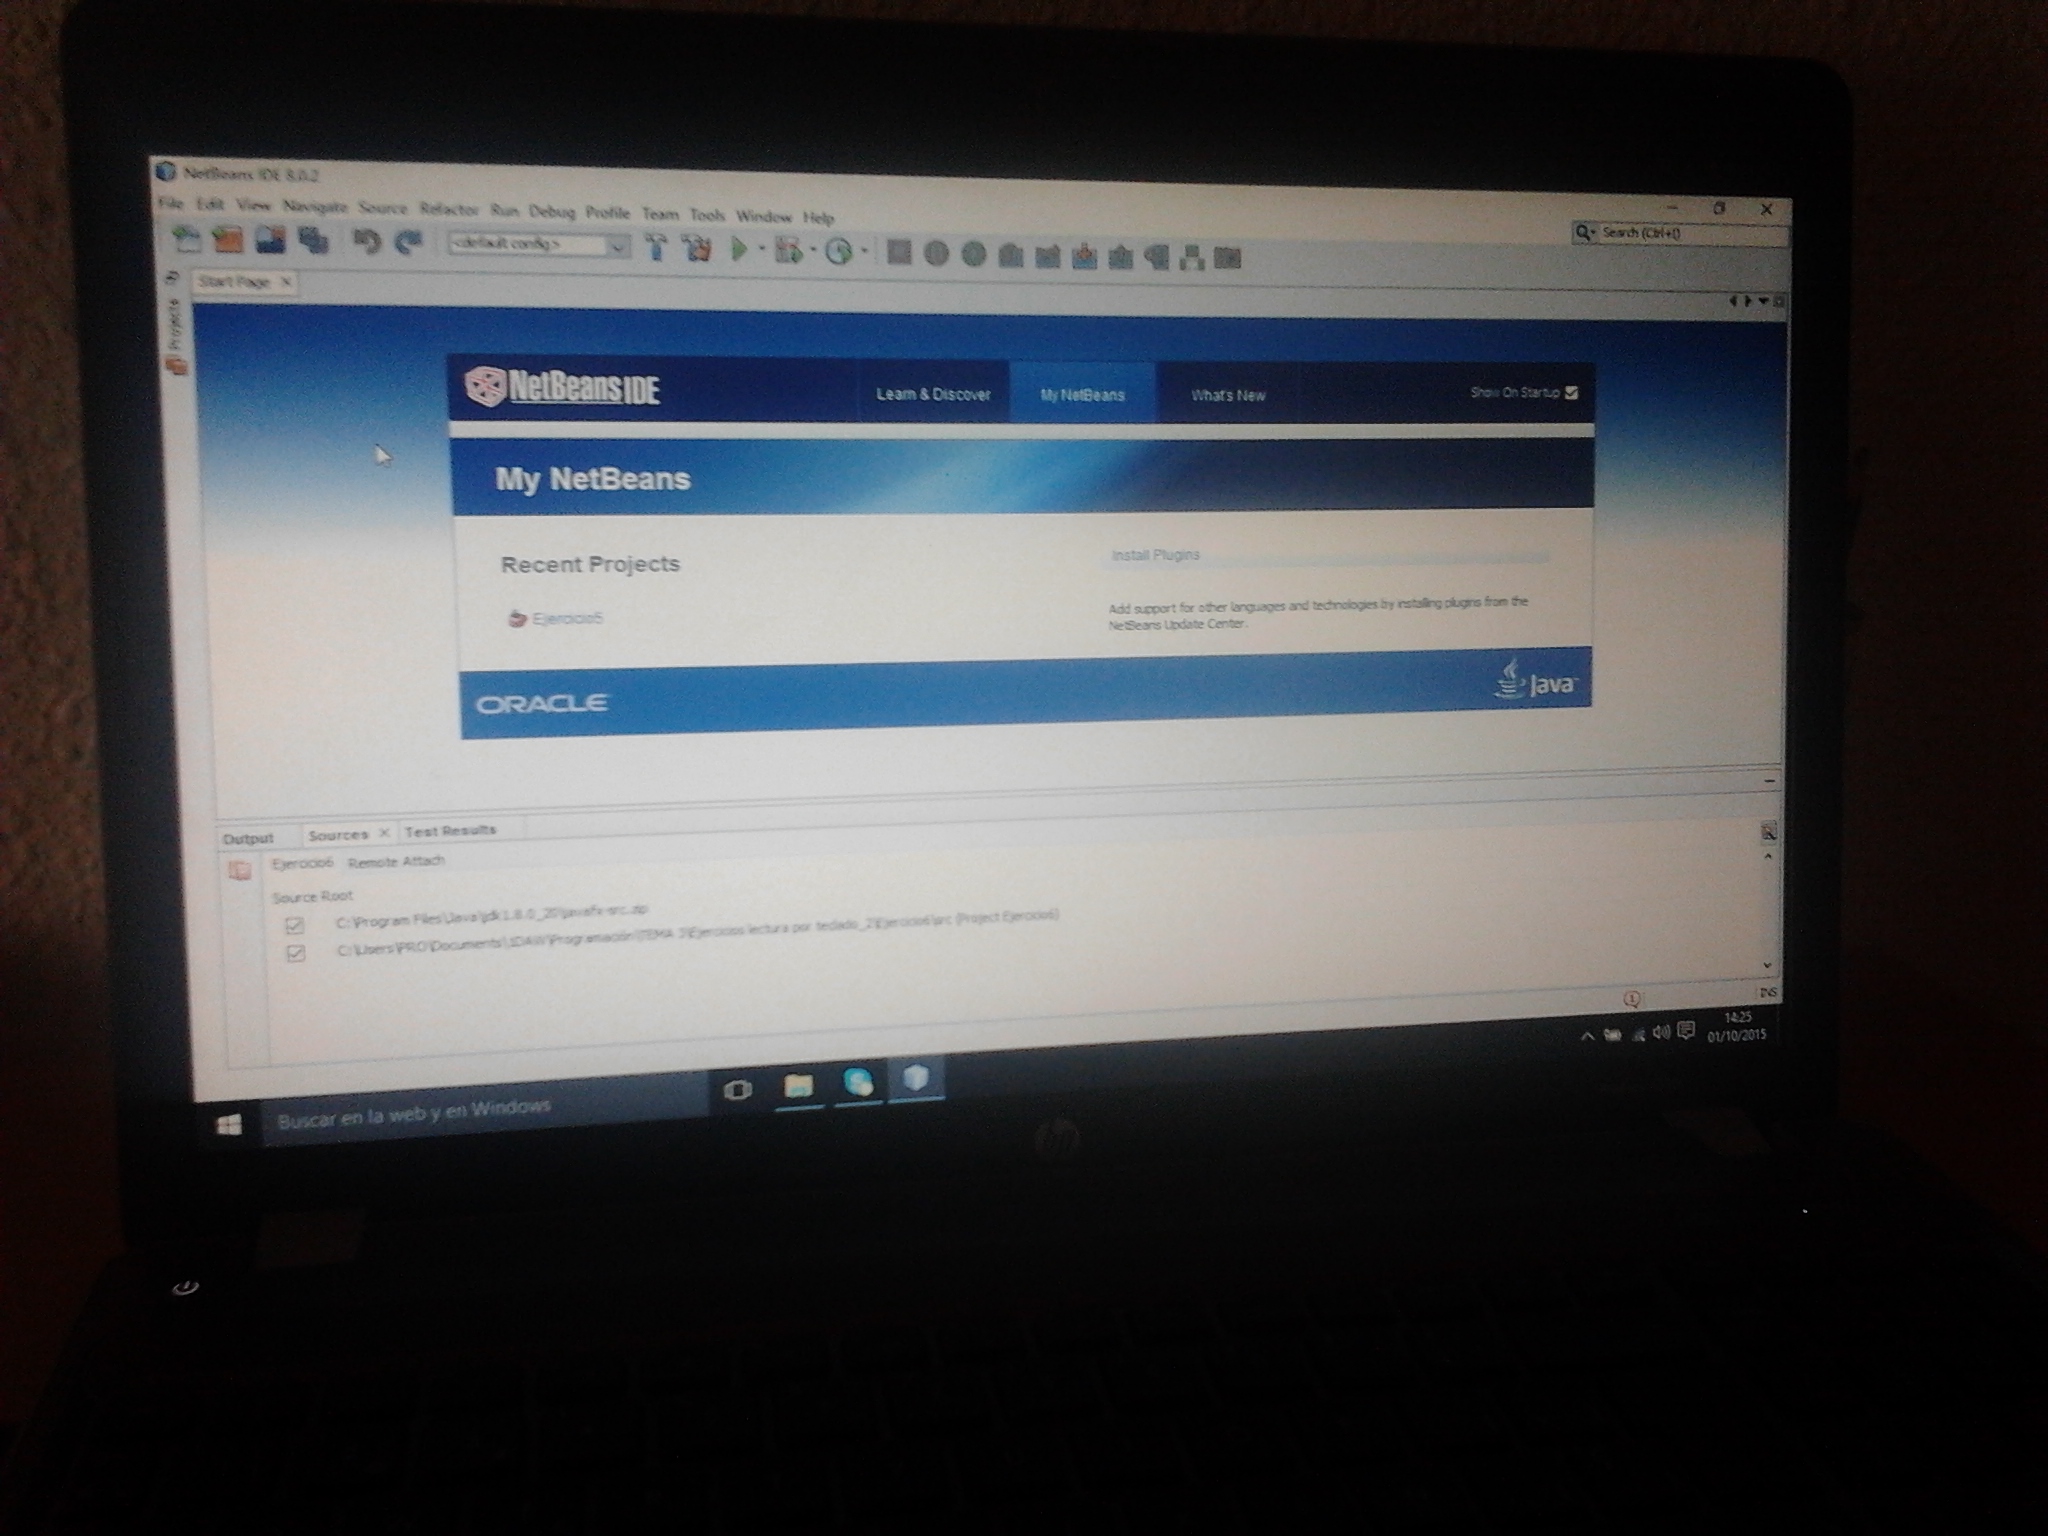 NetBeans IDE 8.0.2
File Edit View Navigate Source Refactor Run Debug Profile Team Tools Window Help
Search (Ctrl+I)
<default config>
Start Page
Projects
NetBeans IDE
Learn & Discover
My NetBeans
What's New
Show On Startup
My NetBeans
Recent Projects
Install Plugins
Ejercicio6
Add support for other languages and technologies by installing plugins from the
NetBeans Update Center.
ORACLE
Java
Output Sources Test Results
Ejercicio6 Remote Attach
Source Root
C:\Program Files\Java\jdk1.8.0_20\javafx-src.zip
C:\Users\PRO\Documents\1DAW\Programación\TEMA 3\Ejercicios lectura por teclado_2\Ejercicio6\src (Project Ejercicio6)
1
INS
14:25
01/10/2015
Buscar en la web y en Windows
hp